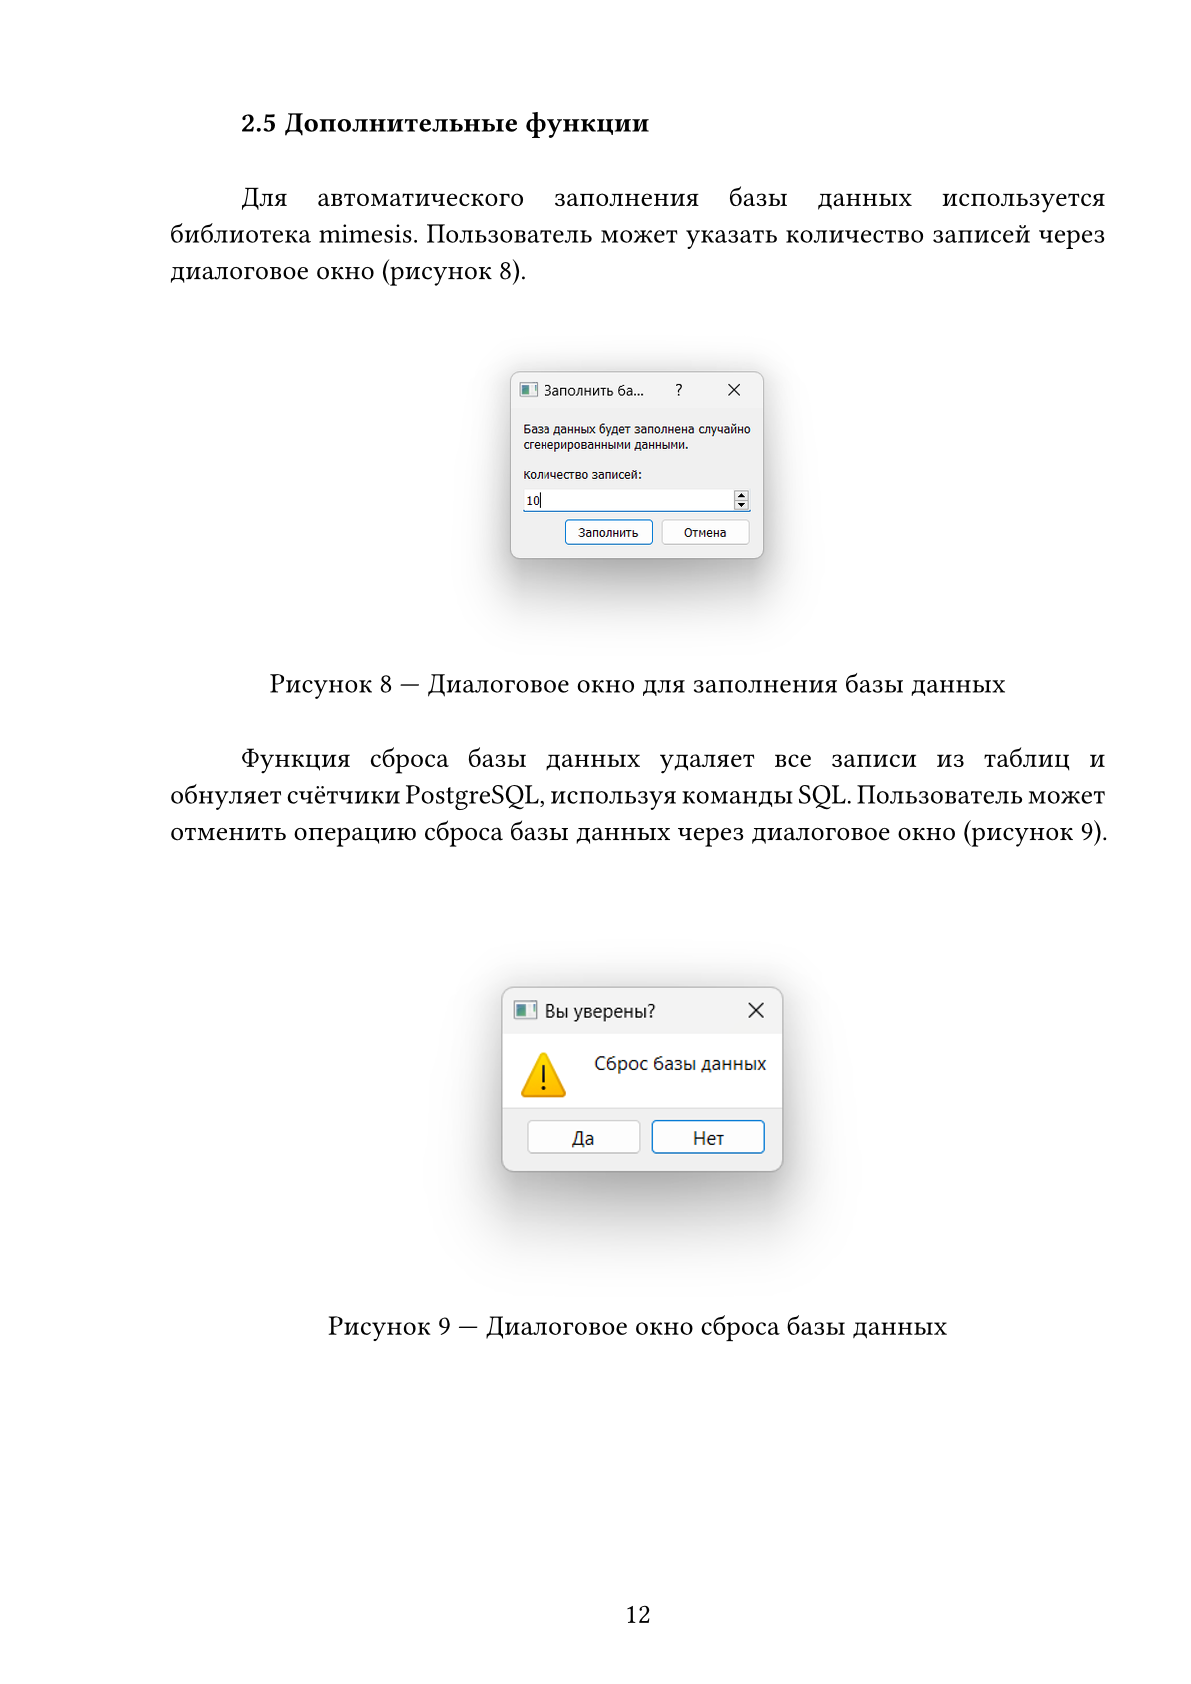 2.5 Дополнительные функции
Для автоматического заполнения базы данных используется
библиотека mimesis. Пользователь может указать количество записей через
диалоговое окно (рисунок 8).
Заполнить ба... ?
База данных будет заполнена случайно
сгенерированными данными.
Количество записей:
10
Заполнить Отмена
Рисунок 8 — Диалоговое окно для заполнения базы данных
Функция сброса базы данных удаляет все записи из таблиц и
обнуляет счётчики PostgreSQL, используя команды SQL. Пользователь может
отменить операцию сброса базы данных через диалоговое окно (рисунок 9).
Вы уверены?
Сброс базы данных
Да Нет
Рисунок 9 — Диалоговое окно сброса базы данных
12